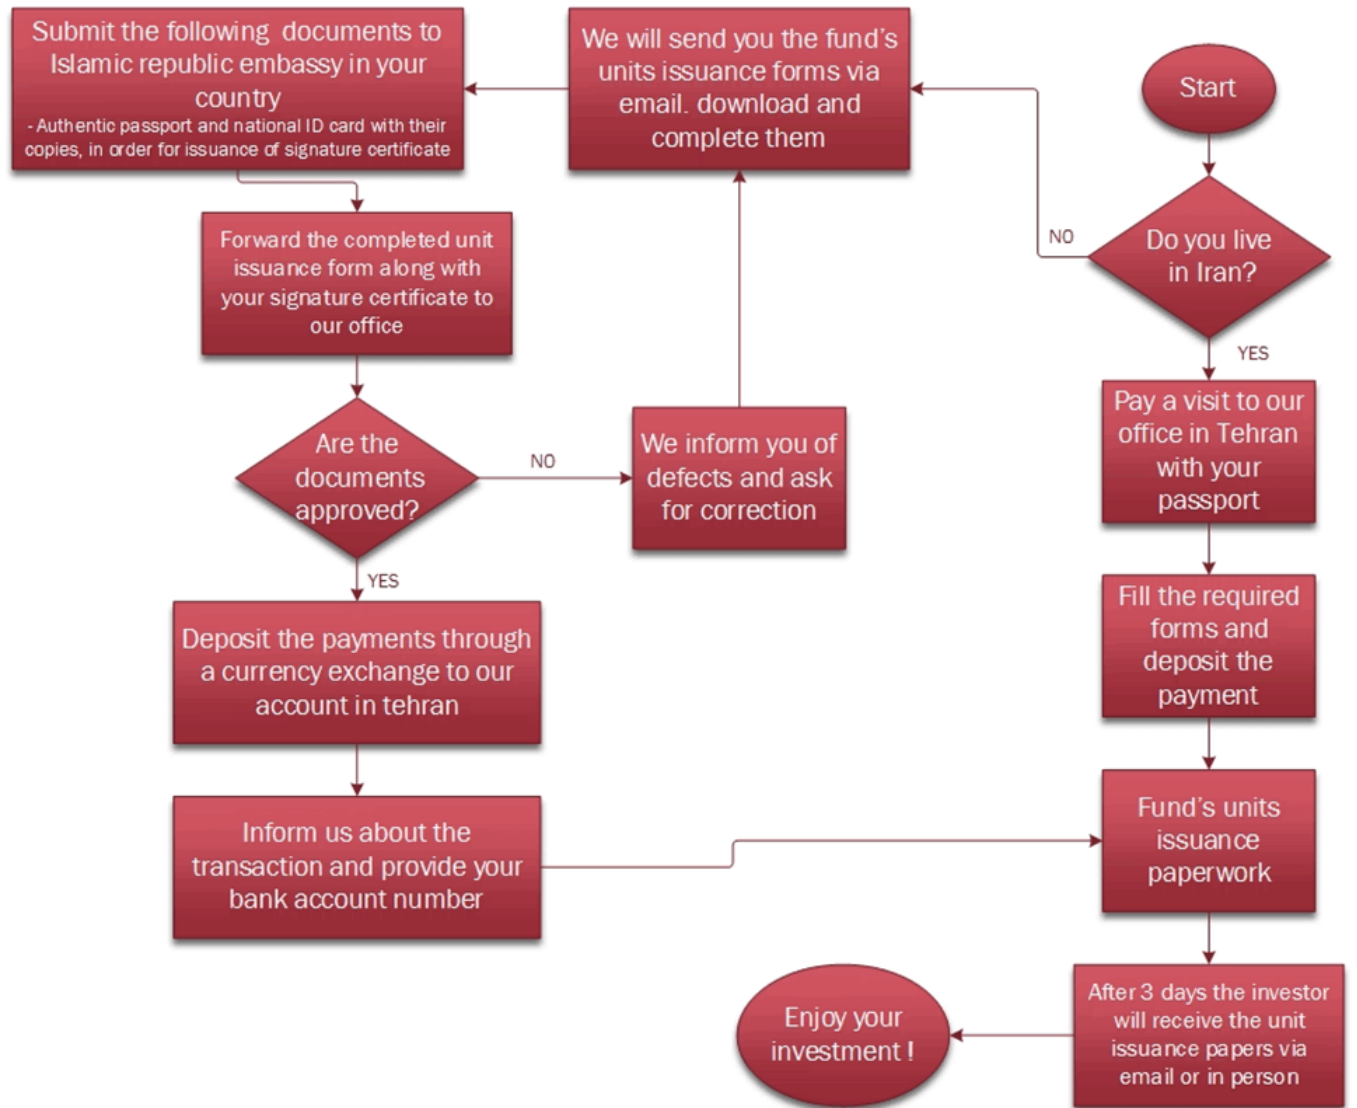 Start
Do you live
in Iran?
NO
YES
We will send you the fund's
units issuance forms via
email. download and
complete them
Submit the following documents to
Islamic republic embassy in your
country
- Authentic passport and national ID card with their
copies, in order for issuance of signature certificate
Forward the completed unit
issuance form along with
your signature certificate to
our office
Are the
documents
approved?
NO
We inform you of
defects and ask
for correction
YES
Deposit the payments through
a currency exchange to our
account in tehran
Inform us about the
transaction and provide your
bank account number
Pay a visit to our
office in Tehran
with your
passport
Fill the required
forms and
deposit the
payment
Fund's units
issuance
paperwork
After 3 days the investor
will receive the unit
issuance papers via
email or in person
Enjoy your
investment !